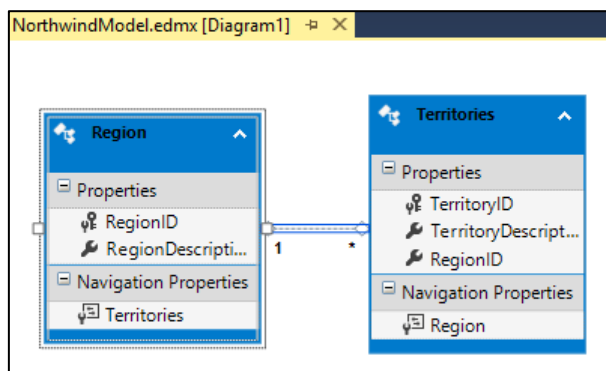 NorthwindModel.edmx [Diagram1]
Region
Properties
RegionID
RegionDescripti...
Navigation Properties
Territories
1
*
Territories
Properties
TerritoryID
TerritoryDescript...
RegionID
Navigation Properties
Region